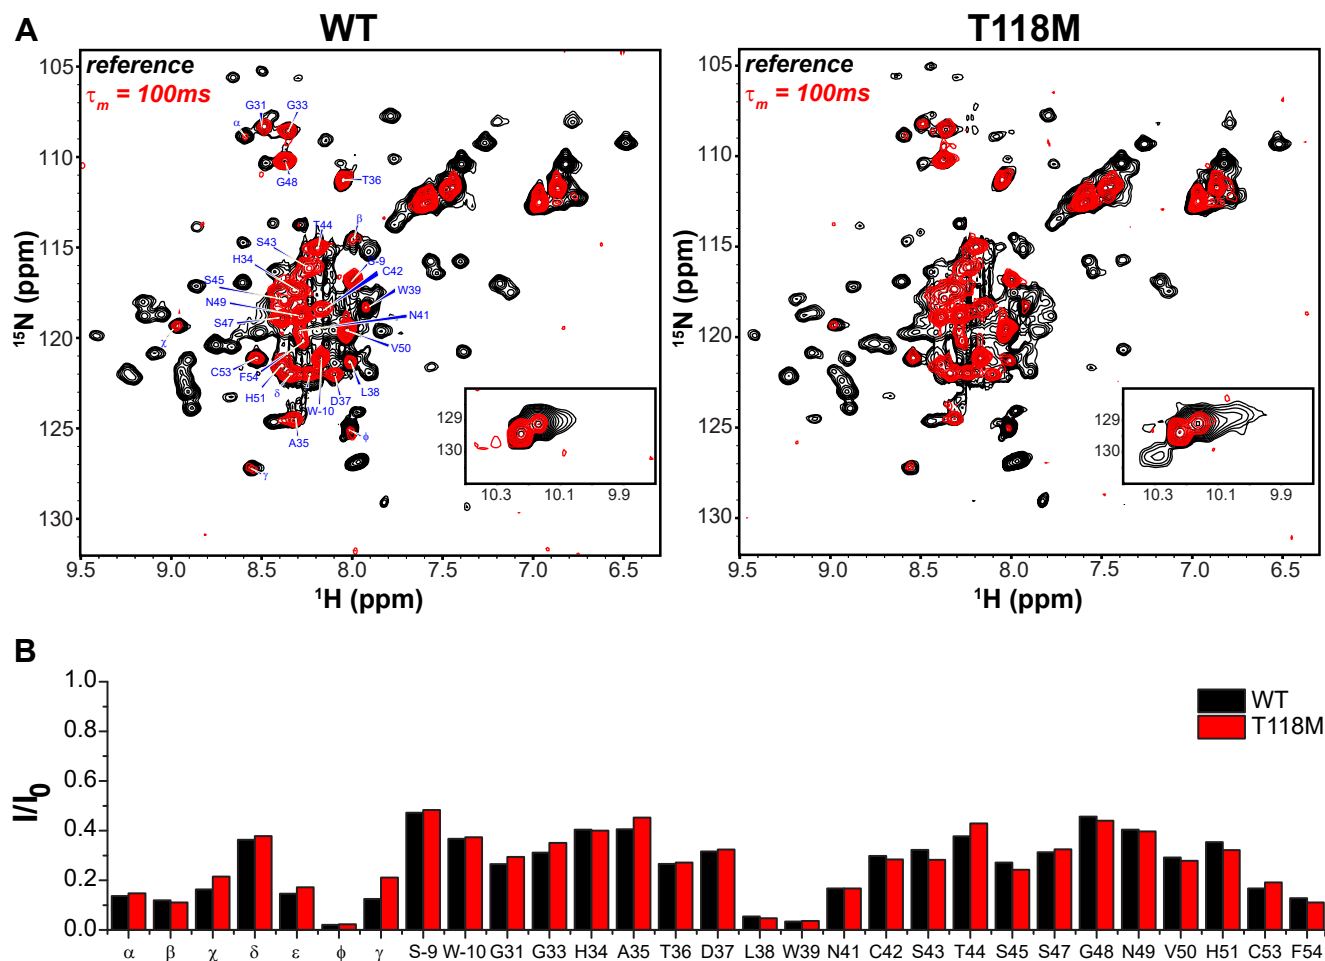 A
WT
T118M
reference
τm = 100ms
G31
G33
α
G48
T36
T44
β
S43
S-9
H34
C42
S45
W39
N49
N41
S47
χ
V50
C53
F54
δ
L38
H51
D37
W-10
A35
ϕ
γ
105
110
115
120
125
130
15N (ppm)
9.5 9.0 8.5 8.0 7.5 7.0 6.5
1H (ppm)
129
130
10.3 10.1 9.9
reference
τm = 100ms
105
110
115
120
125
130
15N (ppm)
9.5 9.0 8.5 8.0 7.5 7.0 6.5
1H (ppm)
129
130
10.3 10.1 9.9
B
1.0
0.8
0.6
0.4
0.2
0.0
I/I0
WT
T118M
α β χ δ ε ϕ γ S-9 W-10 G31 G33 H34 A35 T36 D37 L38 W39 N41 C42 S43 T44 S45 S47 G48 N49 V50 H51 C53 F54